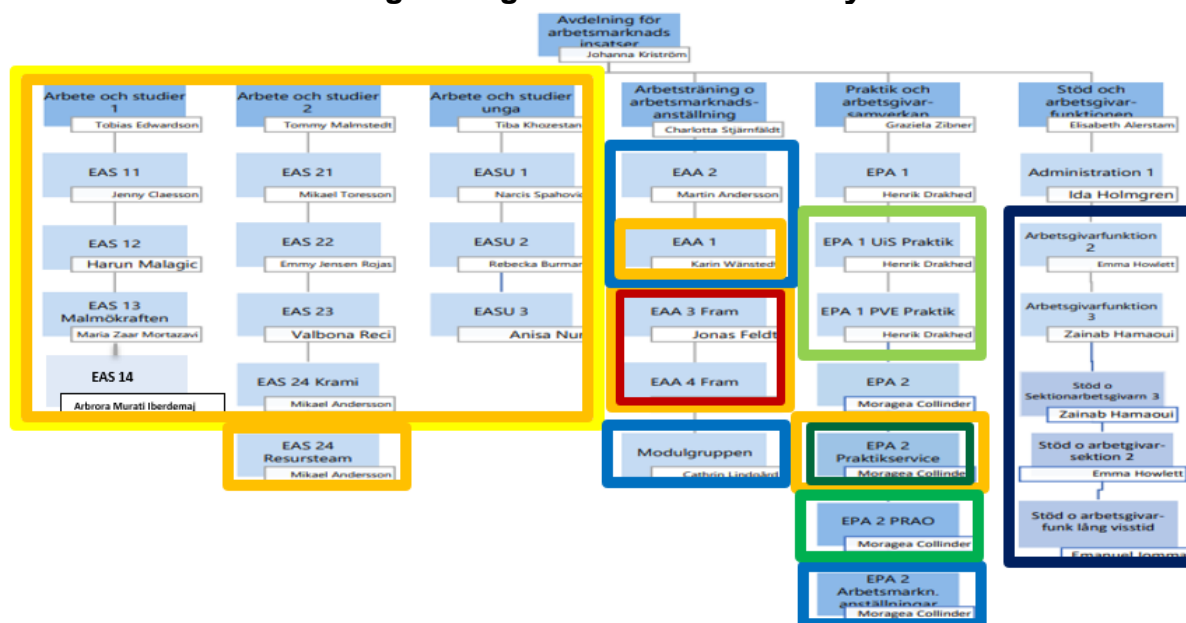 Avdelning för
arbetsmarknads
insatser
Johanna Kriström
Arbete och studier
1
Tobias Edwardson
EAS 11
Jenny Claesson
EAS 12
Harun Malagic
EAS 13
Malmökraften
Maria Zaar Mortazavi
EAS 14
Arbrora Murati Iberdemaj
Arbete och studier
2
Tommy Malmstedt
EAS 21
Mikael Toresson
EAS 22
Emmy Jensen Rojas
EAS 23
Valbona Reci
EAS 24 Krami
Mikael Andersson
EAS 24
Resursteam
Mikael Andersson
Arbete och studier
unga
Tiba Khozestan
EASU 1
Narcis Spahovic
EASU 2
Rebecka Burman
EASU 3
Anisa Nur
Arbetsträning o
arbetsmarknads-
anställning
Charlotta Stjärnfäldt
EAA 2
Martin Andersson
EAA 1
Karin Wänstedt
EAA 3 Fram
Jonas Feldt
EAA 4 Fram
Modulgruppen
Cathrin Lindgård
Praktik och
arbetsgivar-
samverkan
Graziela Zibner
EPA 1
Henrik Drakhed
EPA 1 UiS Praktik
Henrik Drakhed
EPA 1 PVE Praktik
Henrik Drakhed
EPA 2
Moragea Collinder
EPA 2
Praktikservice
Moragea Collinder
EPA 2 PRAO
Moragea Collinder
EPA 2
Arbetsmarkn.
anställningar
Moragea Collinder
Stöd och
arbetsgivar-
funktionen
Elisabeth Alerstam
Administration 1
Ida Holmgren
Arbetsgivarfunktion
2
Emma Howlett
Arbetsgivarfunktion
3
Zainab Hamaoui
Stöd o
Sektionarbetsgivarn 3
Zainab Hamaoui
Stöd o arbetgivar-
sektion 2
Emma Howlett
Stöd o arbetsgivar-
funk lång visstid
Emanuel Jomma